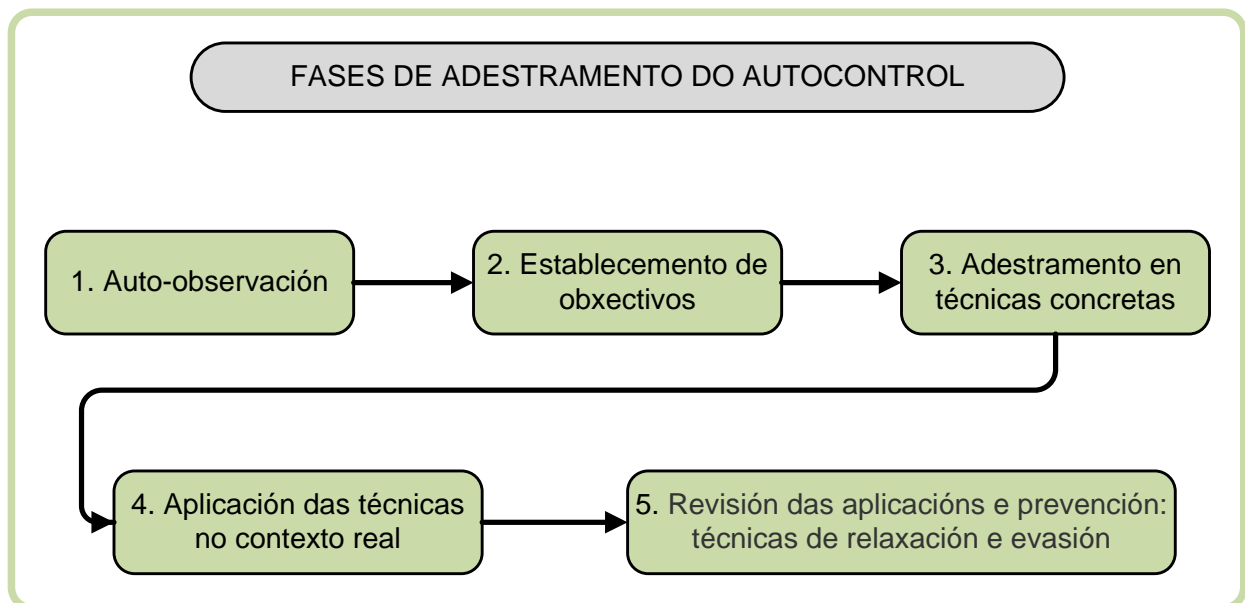 FASES DE ADESTRAMENTO DO AUTOCONTROL
1. Auto-observación
2. Establecemento de
obxectivos
3. Adestramento en
técnicas concretas
4. Aplicación das técnicas
no contexto real
5. Revisión das aplicacións e prevención:
técnicas de relaxación e evasión